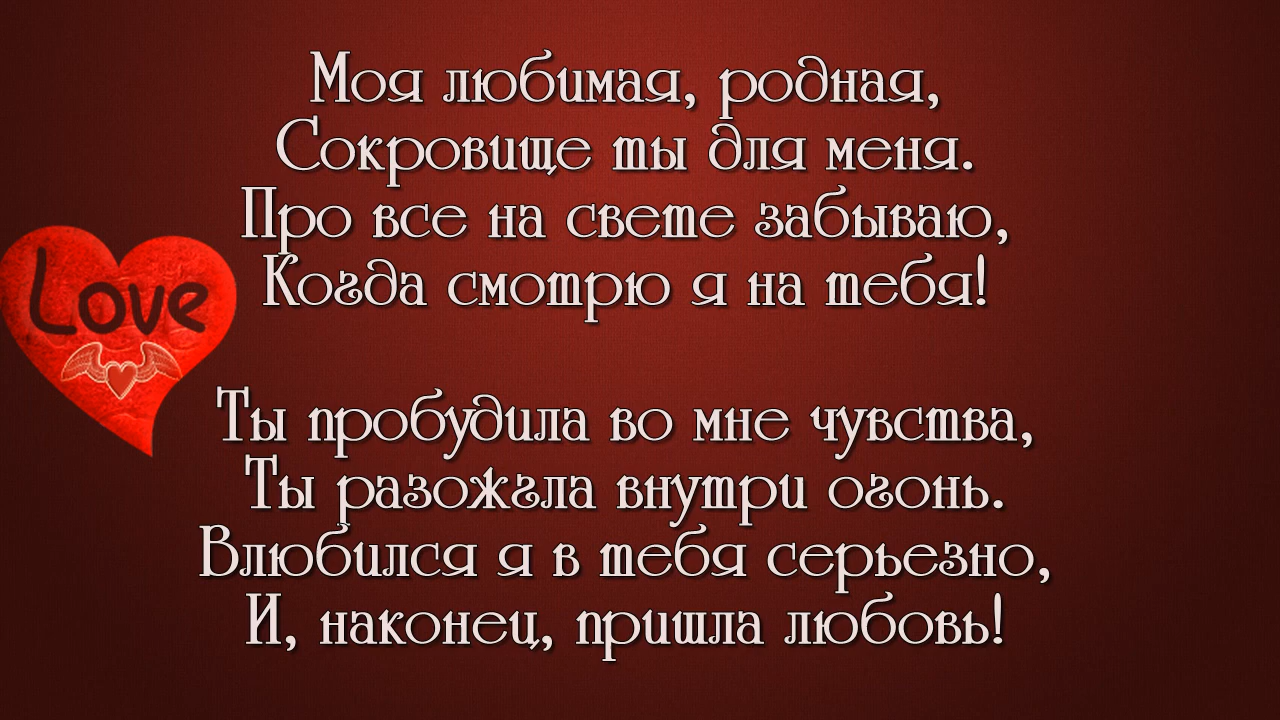 Моя любимая, родная,
Сокровище ты для меня.
Про все на свете забываю,
Когда смотрю я на тебя!
Love
Ты пробудила во мне чувства,
Ты разожгла внутри огонь.
Влюбился я в тебя серьезно,
И, наконец, пришла любовь!